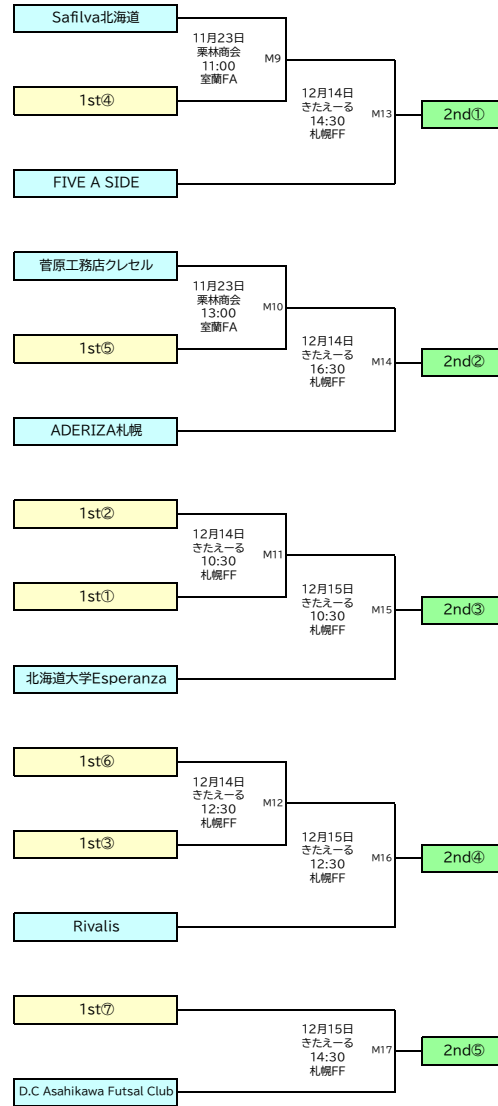 Safilva北海道
11月23日
栗林商会
11:00
室蘭FA
M9
1st④
12月14日
きたえーる
14:30
札幌FF
M13
2nd①
FIVE A SIDE
菅原工務店クレセル
11月23日
栗林商会
13:00
室蘭FA
M10
1st⑤
12月14日
きたえーる
16:30
札幌FF
M14
2nd②
ADERIZA札幌
1st②
12月14日
きたえーる
10:30
札幌FF
M11
1st①
12月15日
きたえーる
10:30
札幌FF
M15
2nd③
北海道大学Esperanza
1st⑥
12月14日
きたえーる
12:30
札幌FF
M12
1st③
12月15日
きたえーる
12:30
札幌FF
M16
2nd④
Rivalis
1st⑦
12月15日
きたえーる
14:30
札幌FF
M17
2nd⑤
D.C Asahikawa Futsal Club